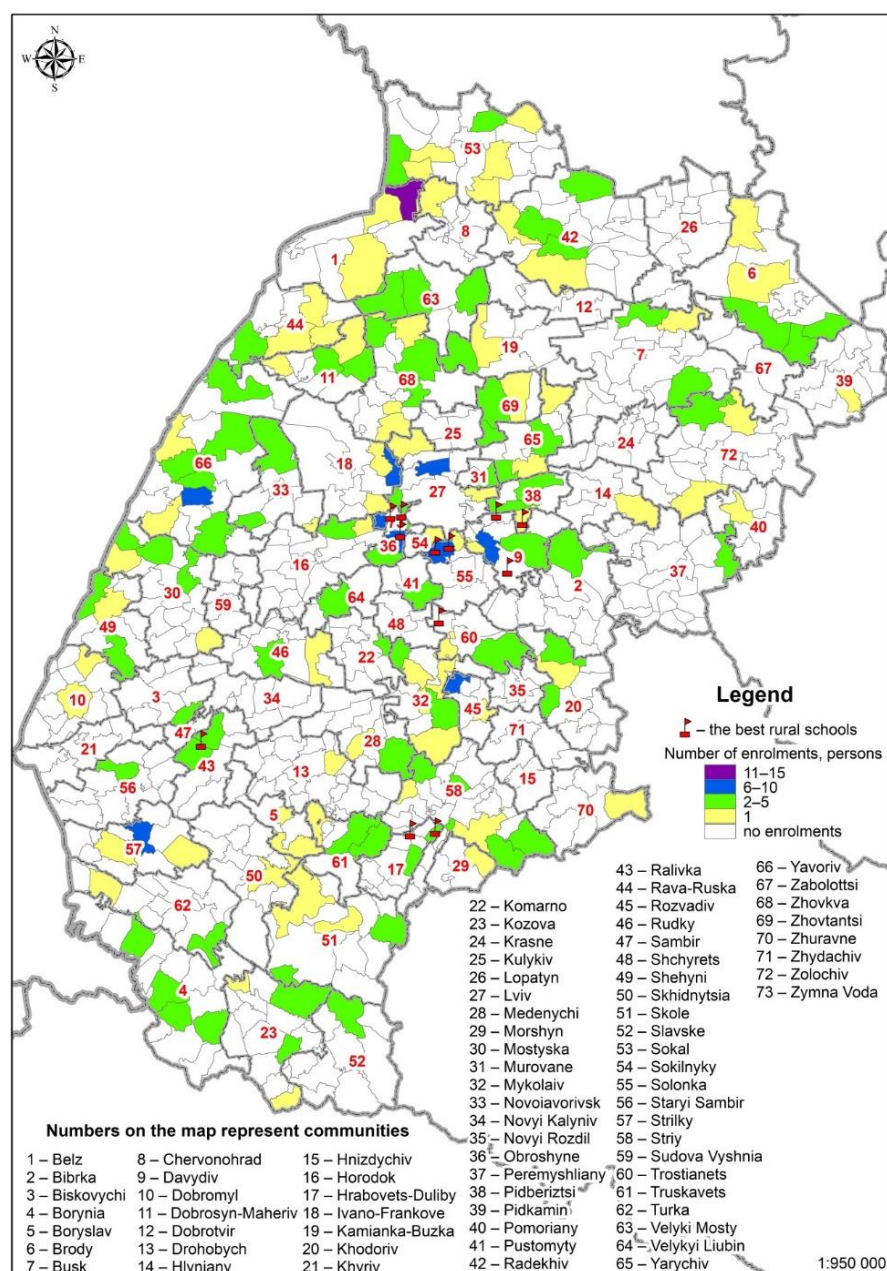 N
W E
S
53
8
42
26
1
6
63
12
44
19
7
67
11
68
39
69
25
65
24
72
66
18
31
27
33
38
14
40
36
54
9
16
55
37
41
2
30
59
64
49
48
60
46
22
3
10
34
32
45
35
20
47
21
43
28
71
13
15
56
58
70
5
57
61
17
29
50
62
51
4
23
52
Legend
– the best rural schools
Number of enrolments, persons
11–15
6–10
2–5
1
no enrolments
Numbers on the map represent communities
1 – Belz
2 – Bibrka
3 – Biskovychi
4 – Borynia
5 – Boryslav
6 – Brody
7 – Busk
8 – Chervonohrad
9 – Davydiv
10 – Dobromyl
11 – Dobrosyn-Maheriv
12 – Dobrotvir
13 – Drohobych
14 – Hlyniany
15 – Hnizdychiv
16 – Horodok
17 – Hrabovets-Duliby
18 – Ivano-Frankove
19 – Kamianka-Buzka
20 – Khodoriv
21 – Khyriv
22 – Komarno
23 – Kozova
24 – Krasne
25 – Kulykiv
26 – Lopatyn
27 – Lviv
28 – Medenychi
29 – Morshyn
30 – Mostyska
31 – Murovane
32 – Mykolaiv
33 – Novoiavorivsk
34 – Novyi Kalyniv
35 – Novyi Rozdil
36 – Obroshyne
37 – Peremyshliany
38 – Pidberiztsi
39 – Pidkamin
40 – Pomoriany
41 – Pustomyty
42 – Radekhiv
43 – Ralivka
44 – Rava-Ruska
45 – Rozvadiv
46 – Rudky
47 – Sambir
48 – Shchyrets
49 – Shehyni
50 – Skhidnytsia
51 – Skole
52 – Slavske
53 – Sokal
54 – Sokilnyky
55 – Solonka
56 – Staryi Sambir
57 – Strilky
58 – Striy
59 – Sudova Vyshnia
60 – Trostianets
61 – Truskavets
62 – Turka
63 – Velyki Mosty
64 – Velykyi Liubin
65 – Yarychiv
66 – Yavoriv
67 – Zabolottsi
68 – Zhovkva
69 – Zhovtantsi
70 – Zhuravne
71 – Zhydachiv
72 – Zolochiv
73 – Zymna Voda
1:950 000